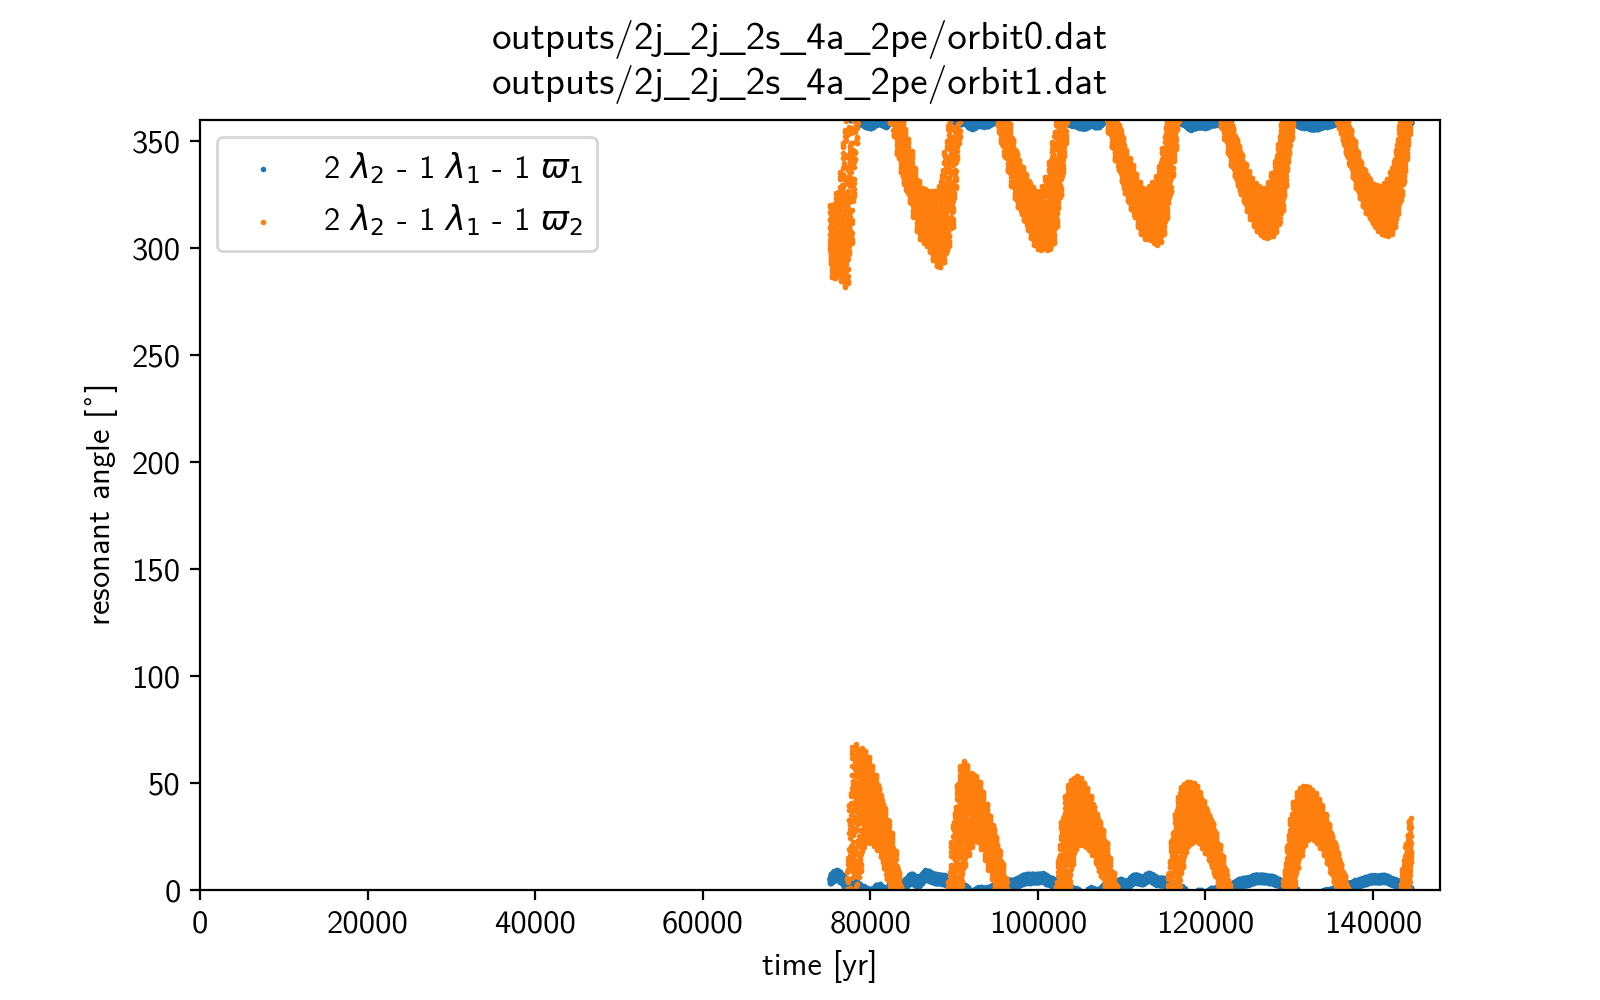 outputs/2j_2j_2s_4a_2pe/orbit0.dat
outputs/2j_2j_2s_4a_2pe/orbit1.dat
350
300
250
200
150
100
50
0
resonant angle [°]
2 λ₂ - 1 λ₁ - 1 ϖ₁
2 λ₂ - 1 λ₁ - 1 ϖ₂
0 20000 40000 60000 80000 100000 120000 140000
time [yr]